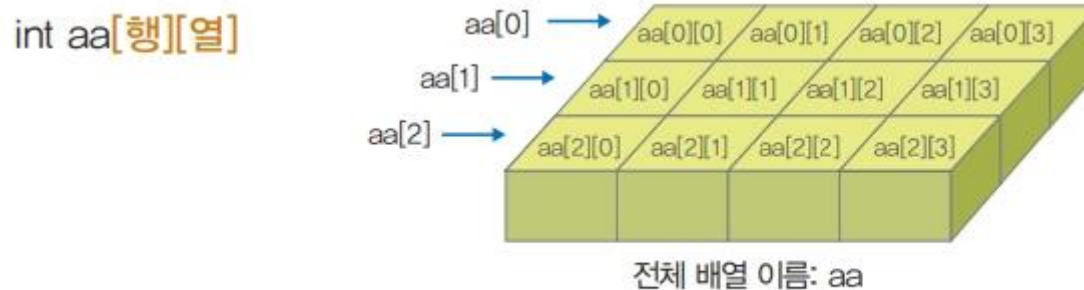 int aa[행][열]
aa[0]
aa[0][0] aa[0][1] aa[0][2] aa[0][3]
aa[1]
aa[1][0] aa[1][1] aa[1][2] aa[1][3]
aa[2]
aa[2][0] aa[2][1] aa[2][2] aa[2][3]
전체 배열 이름: aa